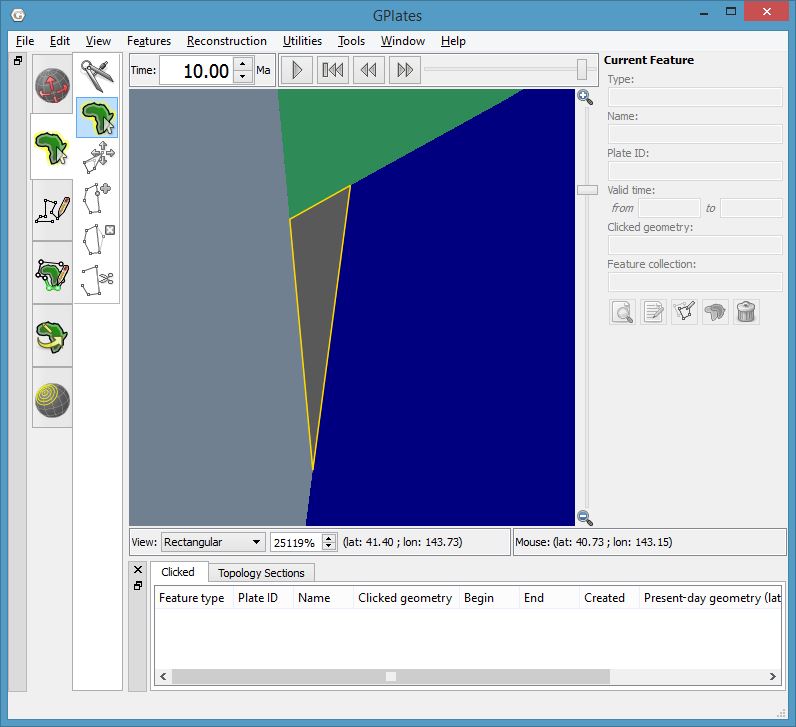 GPlates
File Edit View Features Reconstruction Utilities Tools Window Help
Time: 10.00 Ma
Current Feature
Type:
Name:
Plate ID:
Valid time:
from to
Clicked geometry:
Feature collection:
View: Rectangular 25119% (lat: 41.40 ; lon: 143.73) Mouse: (lat: 40.73 ; lon: 143.15)
Clicked Topology Sections
Feature type Plate ID Name Clicked geometry Begin End Created Present-day geometry (lat